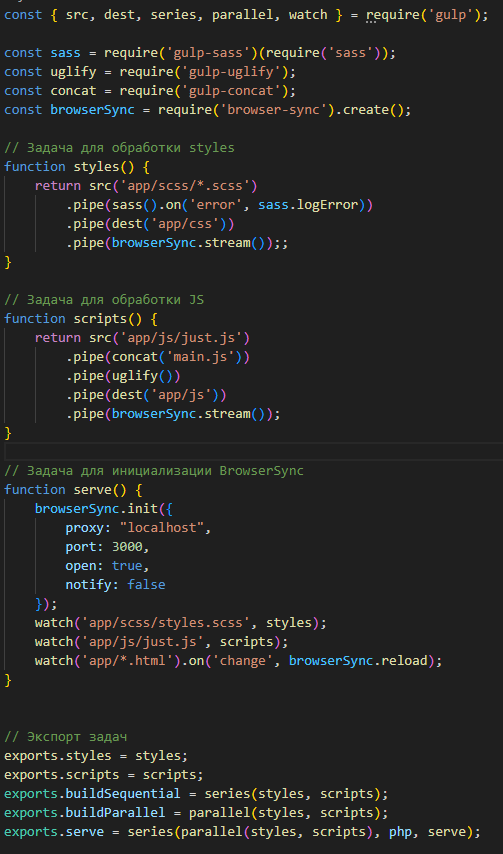 const { src, dest, series, parallel, watch } = require('gulp');
const sass = require('gulp-sass')(require('sass'));
const uglify = require('gulp-uglify');
const concat = require('gulp-concat');
const browserSync = require('browser-sync').create();
// Задача для обработки styles
function styles() {
    return src('app/scss/*.scss')
        .pipe(sass().on('error', sass.logError))
        .pipe(dest('app/css'))
        .pipe(browserSync.stream());;
}
// Задача для обработки JS
function scripts() {
    return src('app/js/just.js')
        .pipe(concat('main.js'))
        .pipe(uglify())
        .pipe(dest('app/js'))
        .pipe(browserSync.stream());
}
// Задача для инициализации BrowserSync
function serve() {
    browserSync.init({
        proxy: "localhost",
        port: 3000,
        open: true,
        notify: false
    });
    watch('app/scss/styles.scss', styles);
    watch('app/js/just.js', scripts);
    watch('app/*.html').on('change', browserSync.reload);
}
// Экспорт задач
exports.styles = styles;
exports.scripts = scripts;
exports.buildSequential = series(styles, scripts);
exports.buildParallel = parallel(styles, scripts);
exports.serve = series(parallel(styles, scripts), php, serve);